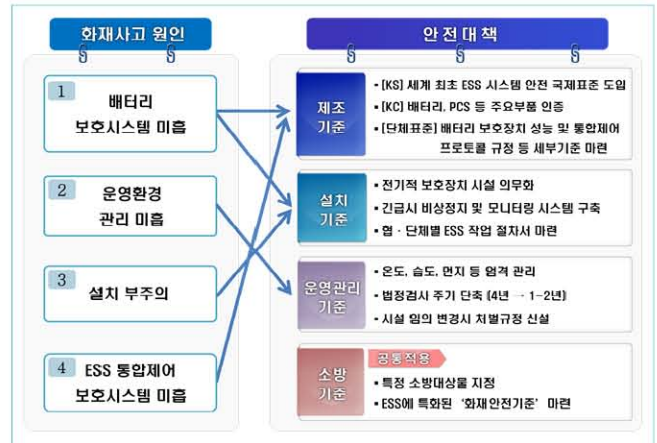 화재사고 원인
안전대책
1
배터리
보호시스템 미흡
2
운영환경
관리 미흡
3
설치 부주의
4
ESS 통합제어
보호시스템 미흡
제조
기준
▪ [KS] 세계 최초 ESS 시스템 안전 국제표준 도입
▪ [KC] 배터리, PCS 등 주요부품 인증
▪ [단체표준] 배터리 보호장치 성능 및 통합제어
프로토콜 규정 등 세부기준 마련
설치
기준
▪ 전기적 보호장치 시설 의무화
▪ 긴급시 비상정지 및 모니터링 시스템 구축
▪ 협·단체별 ESS 작업 절차서 마련
운영관리
기준
▪ 온도, 습도, 먼지 등 엄격 관리
▪ 법정검사 주기 단축 (4년 → 1-2년)
▪ 시설 임의 변경시 처벌규정 신설
소방
기준
공통적용
▪ 특정 소방대상물 지정
▪ ESS에 특화된 ‘화재안전기준’ 마련